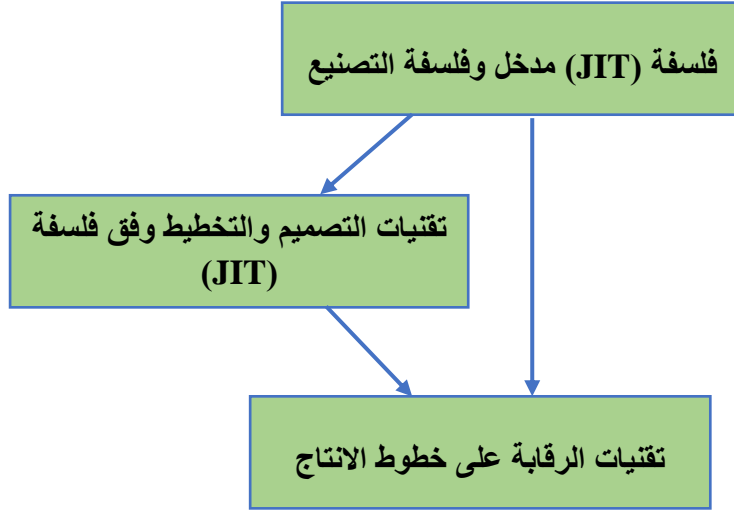 فلسفة (JIT) مدخل وفلسفة التصنيع
تقنيات التصميم والتخطيط وفق فلسفة
(JIT)
تقنيات الرقابة على خطوط الانتاج